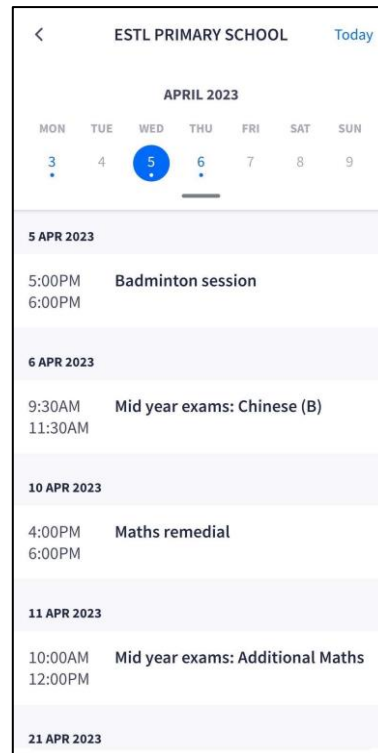 ESTL PRIMARY SCHOOL Today
APRIL 2023
MON TUE WED THU FRI SAT SUN
3 4 5 6 7 8 9
5 APR 2023
5:00PM Badminton session
6:00PM
6 APR 2023
9:30AM Mid year exams: Chinese (B)
11:30AM
10 APR 2023
4:00PM Maths remedial
6:00PM
11 APR 2023
10:00AM Mid year exams: Additional Maths
12:00PM
21 APR 2023